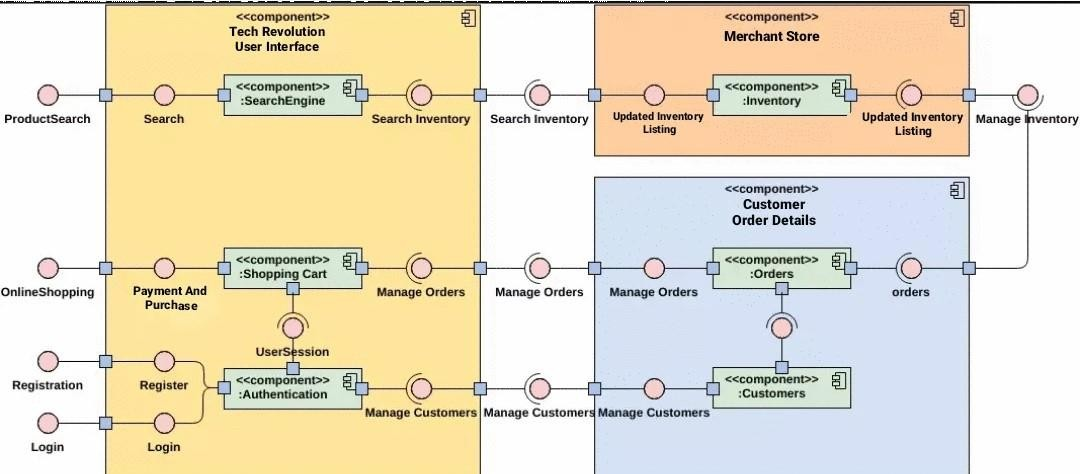 <<component>>
Tech Revolution
User Interface
<<component>>
Merchant Store
<<component>>
:SearchEngine
<<component>>
:Inventory
ProductSearch
Search
Search Inventory
Search Inventory
Updated Inventory
Listing
Updated Inventory
Listing
Manage Inventory
<<component>>
Customer
Order Details
<<component>>
:Shopping Cart
<<component>>
:Orders
OnlineShopping
Payment And
Purchase
Manage Orders
Manage Orders
Manage Orders
orders
UserSession
<<component>>
:Authentication
<<component>>
:Customers
Registration
Register
Manage Customers
Manage Customers
Manage Customers
Login
Login